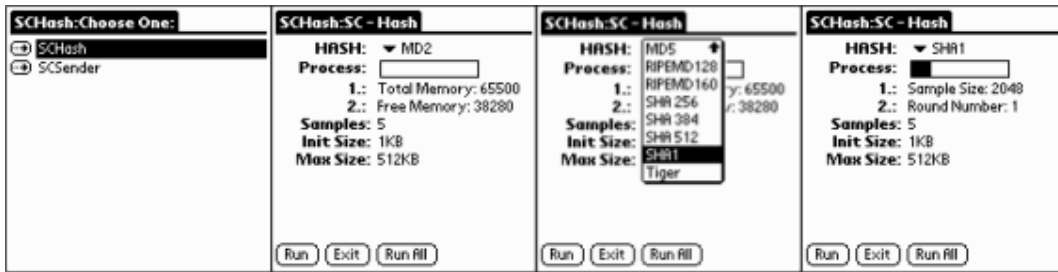 SCHash:Choose One:
SCHash
SCSender
SCHash:SC - Hash
HASH: MD2
Process:
1.: Total Memory: 65500
2.: Free Memory: 38280
Samples: 5
Init Size: 1KB
Max Size: 512KB
Run Exit Run All
SCHash:SC - Hash
HASH: MD5
Process: RIPEMD128
1.: RIPEMD160 y: 65500
2.: SHA 256 : 38280
Samples: SHA 384
Init Size: SHA 512
Max Size: SHA1
Tiger
Run Exit Run All
SCHash:SC - Hash
HASH: SHA1
Process:
1.: Sample Size: 2048
2.: Round Number: 1
Samples: 5
Init Size: 1KB
Max Size: 512KB
Run Exit Run All